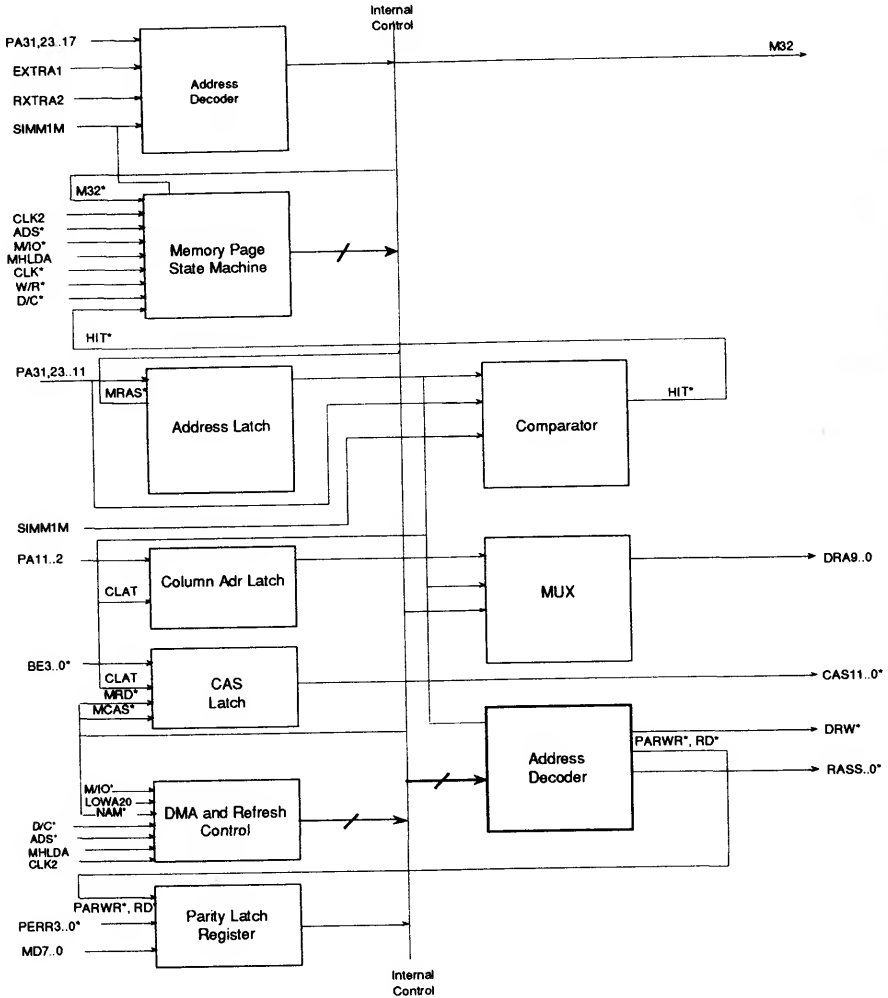 Internal
Control
PA31,23..17
EXTRA1
RXTRA2
SIMM1M
Address
Decoder
M32
M32*
CLK2
ADS*
M/IO*
MHLDA
CLK*
W/R*
D/C*
Memory Page
State Machine
HIT*
PA31,23..11
MRAS*
Address Latch
Comparator
HIT*
SIMM1M
PA11..2
CLAT
Column Adr Latch
MUX
DRA9..0
BE3..0*
CLAT
MRD*
MCAS*
CAS
Latch
CAS11..0*
Address
Decoder
DRW*
PARWR*, RD*
RASS..0*
M/IO*
LOWA20
NAM*
D/C*
ADS*
MHLDA
CLK2
DMA and Refresh
Control
PARWR*, RD*
PERR3..0*
MD7..0
Parity Latch
Register
Internal
Control